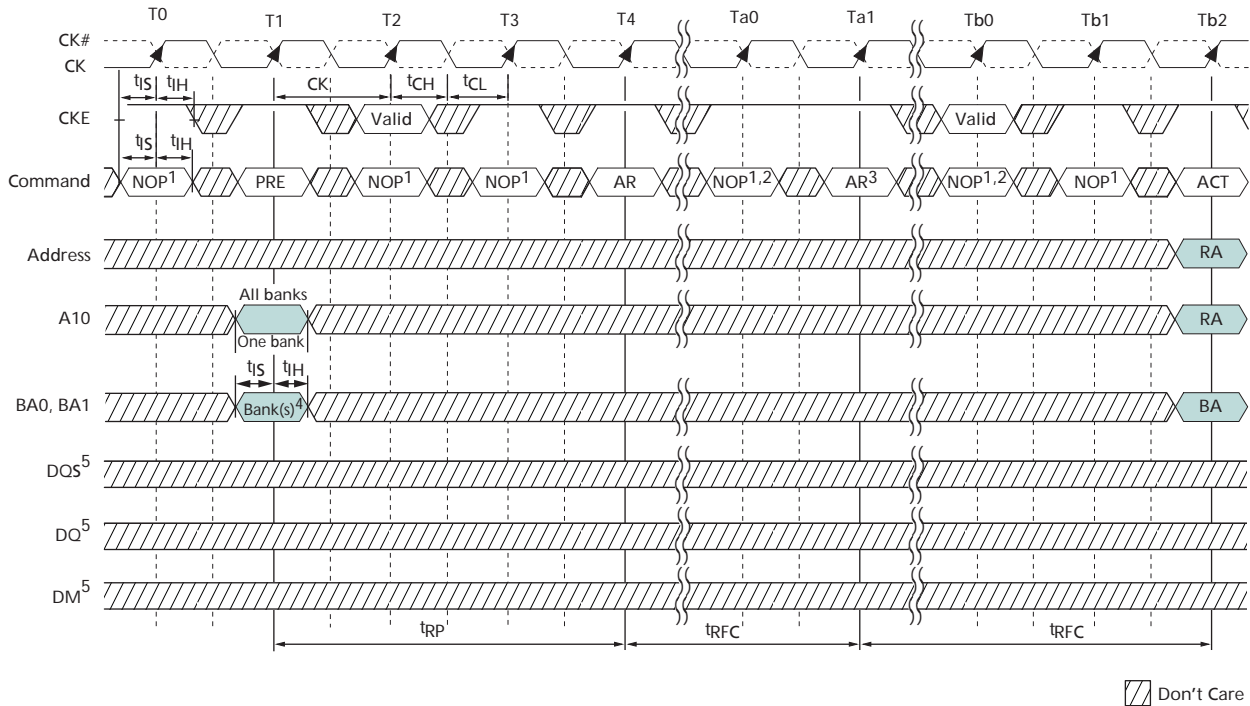 T0 T1 T2 T3 T4 Ta0 Ta1 Tb0 Tb1 Tb2
CK#
CK
tIS tIH CK tCH tCL
CKE Valid Valid
tIS tIH
Command NOP1 PRE NOP1 NOP1 AR NOP1,2 AR3 NOP1,2 NOP1 ACT
Address RA
All banks
A10 RA
One bank
tIS tIH
BA0, BA1 Bank(s)4 BA
DQS5
DQ5
DM5
tRP tRFC tRFC
Don't Care